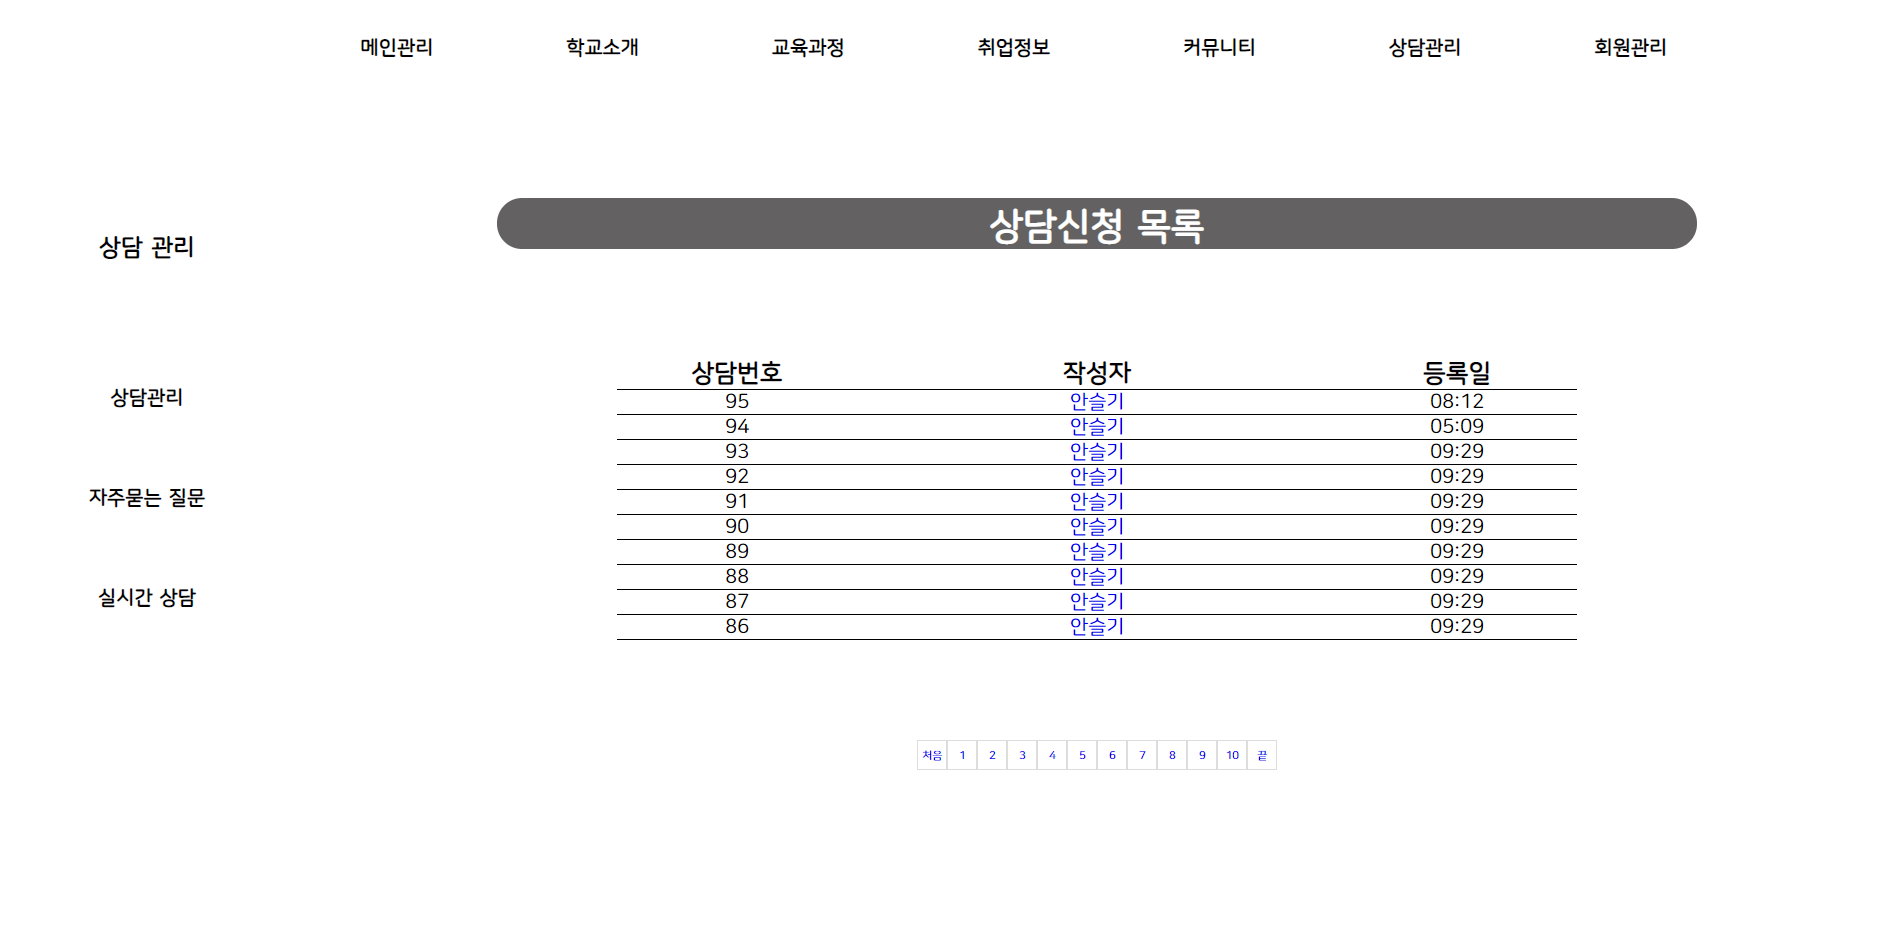 메인관리 학교소개 교육과정 취업정보 커뮤니티 상담관리 회원관리
상담 관리
상담관리
자주묻는 질문
실시간 상담
상담신청 목록
상담번호 작성자 등록일
95 안슬기 08:12
94 안슬기 05:09
93 안슬기 09:29
92 안슬기 09:29
91 안슬기 09:29
90 안슬기 09:29
89 안슬기 09:29
88 안슬기 09:29
87 안슬기 09:29
86 안슬기 09:29
처음 1 2 3 4 5 6 7 8 9 10 끝